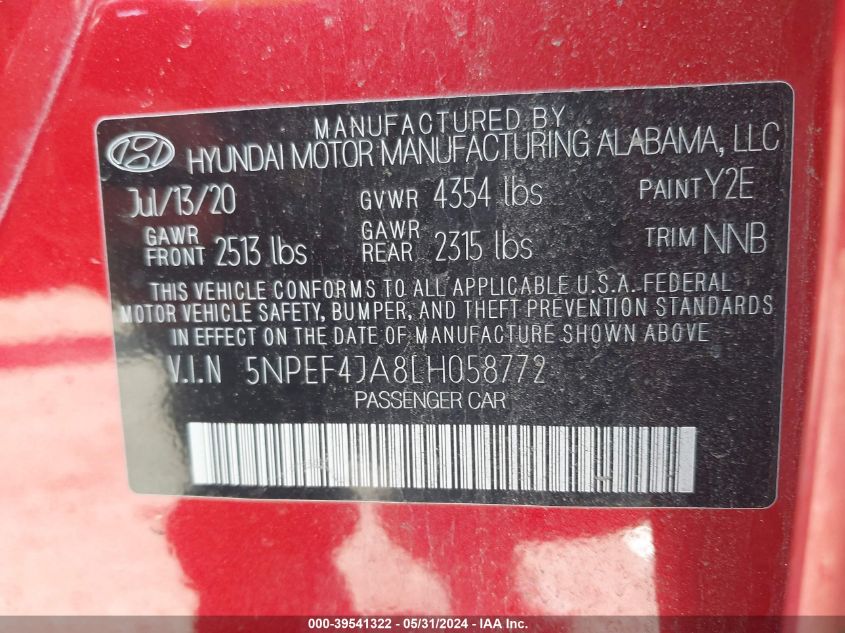 MANUFACTURED BY
HYUNDAI MOTOR MANUFACTURING ALABAMA, LLC
Jul/13/20 GVWR 4354 lbs PAINT Y2E
GAWR FRONT 2513 lbs GAWR REAR 2315 lbs TRIM NNB
THIS VEHICLE CONFORMS TO ALL APPLICABLE U.S.A. FEDERAL
MOTOR VEHICLE SAFETY, BUMPER, AND THEFT PREVENTION STANDARDS
IN EFFECT ON THE DATE OF MANUFACTURE SHOWN ABOVE
V.I.N 5NPEF4JA8LH058772
PASSENGER CAR
000-39541322 - 05/31/2024 - IAA Inc.